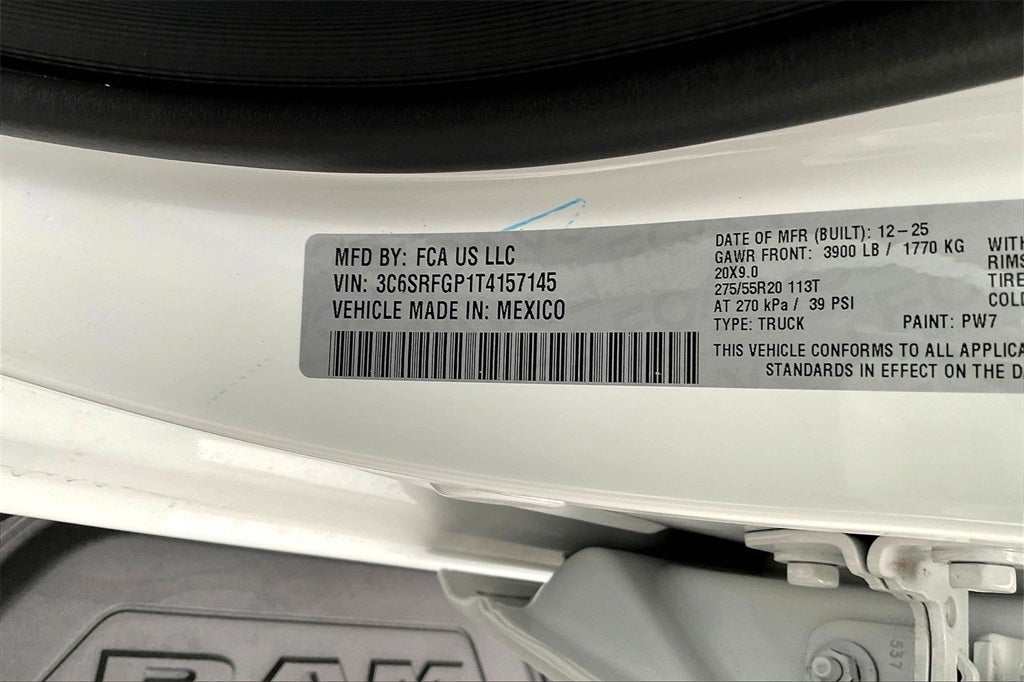 MFD BY: FCA US LLC
VIN: 3C6SRFGP1T4157145
VEHICLE MADE IN: MEXICO
DATE OF MFR (BUILT): 12-25
GAWR FRONT: 3900 LB / 1770 KG
20X9.0
275/55R20 113T
AT 270 kPa / 39 PSI
TYPE: TRUCK PAINT: PW7
THIS VEHICLE CONFORMS TO ALL APPLICA
STANDARDS IN EFFECT ON THE DA
WITH
RIMS
TIRE
COLD
RAM
537